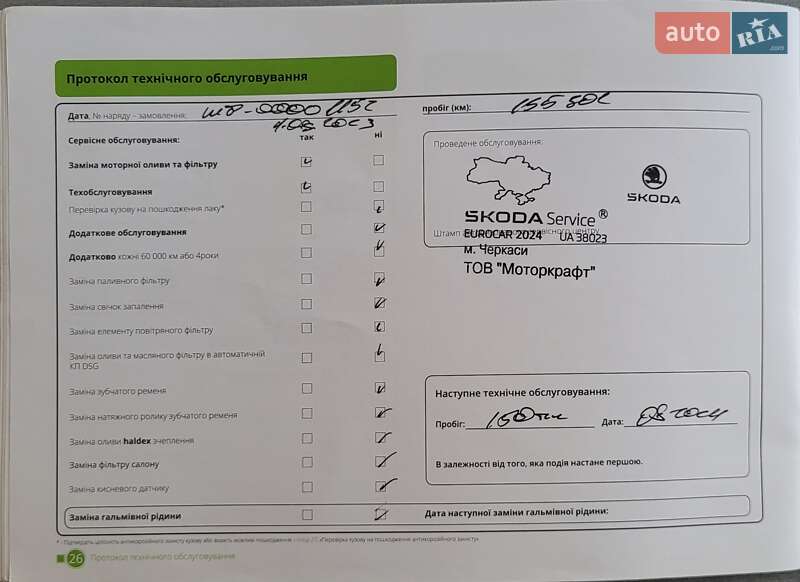 auto RIA .com
Протокол технічного обслуговування
Дата, № наряду – замовлення:
пробіг (км):
Сервісне обслуговування:
так
ні
Проведене обслуговування:
Заміна моторної оливи та фільтру
Техобслуговування
Перевірка кузову на пошкодження лаку*
Додаткове обслуговування
Додатково кожні 60 000 км або 4роки
Заміна паливного фільтру
Заміна свічок запалення
Заміна елементу повітряного фільтру
Заміна оливи та масляного фільтру в автоматичній
КП DSG
Заміна зубчатого ременя
Заміна натяжного ролику зубчатого ременя
Заміна оливи haldex зчеплення
Заміна фільтру салону
Заміна кисневого датчику
Заміна гальмівної рідини
SKODA
SKODA Service®
Штамп
EUROCAR 2024 UA 38023
м. Черкаси
ТОВ "Моторкрафт"
Наступне технічне обслуговування:
Пробіг:
Дата: 08 2024
В залежності від того, яка подія настане першою.
Дата наступної заміни гальмівної рідини:
26 Протокол технічного обслуговування